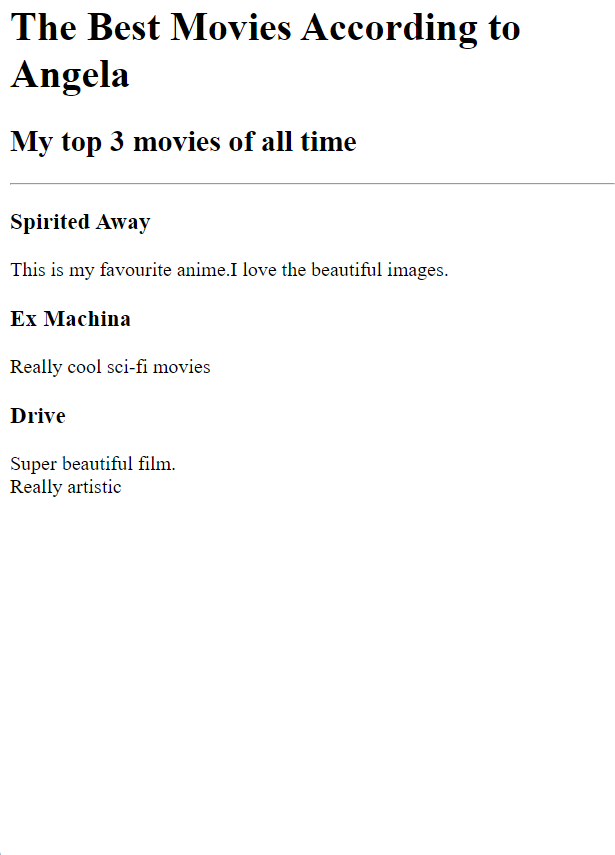 The Best Movies According to
Angela
My top 3 movies of all time
Spirited Away
This is my favourite anime.I love the beautiful images.
Ex Machina
Really cool sci-fi movies
Drive
Super beautiful film.
Really artistic